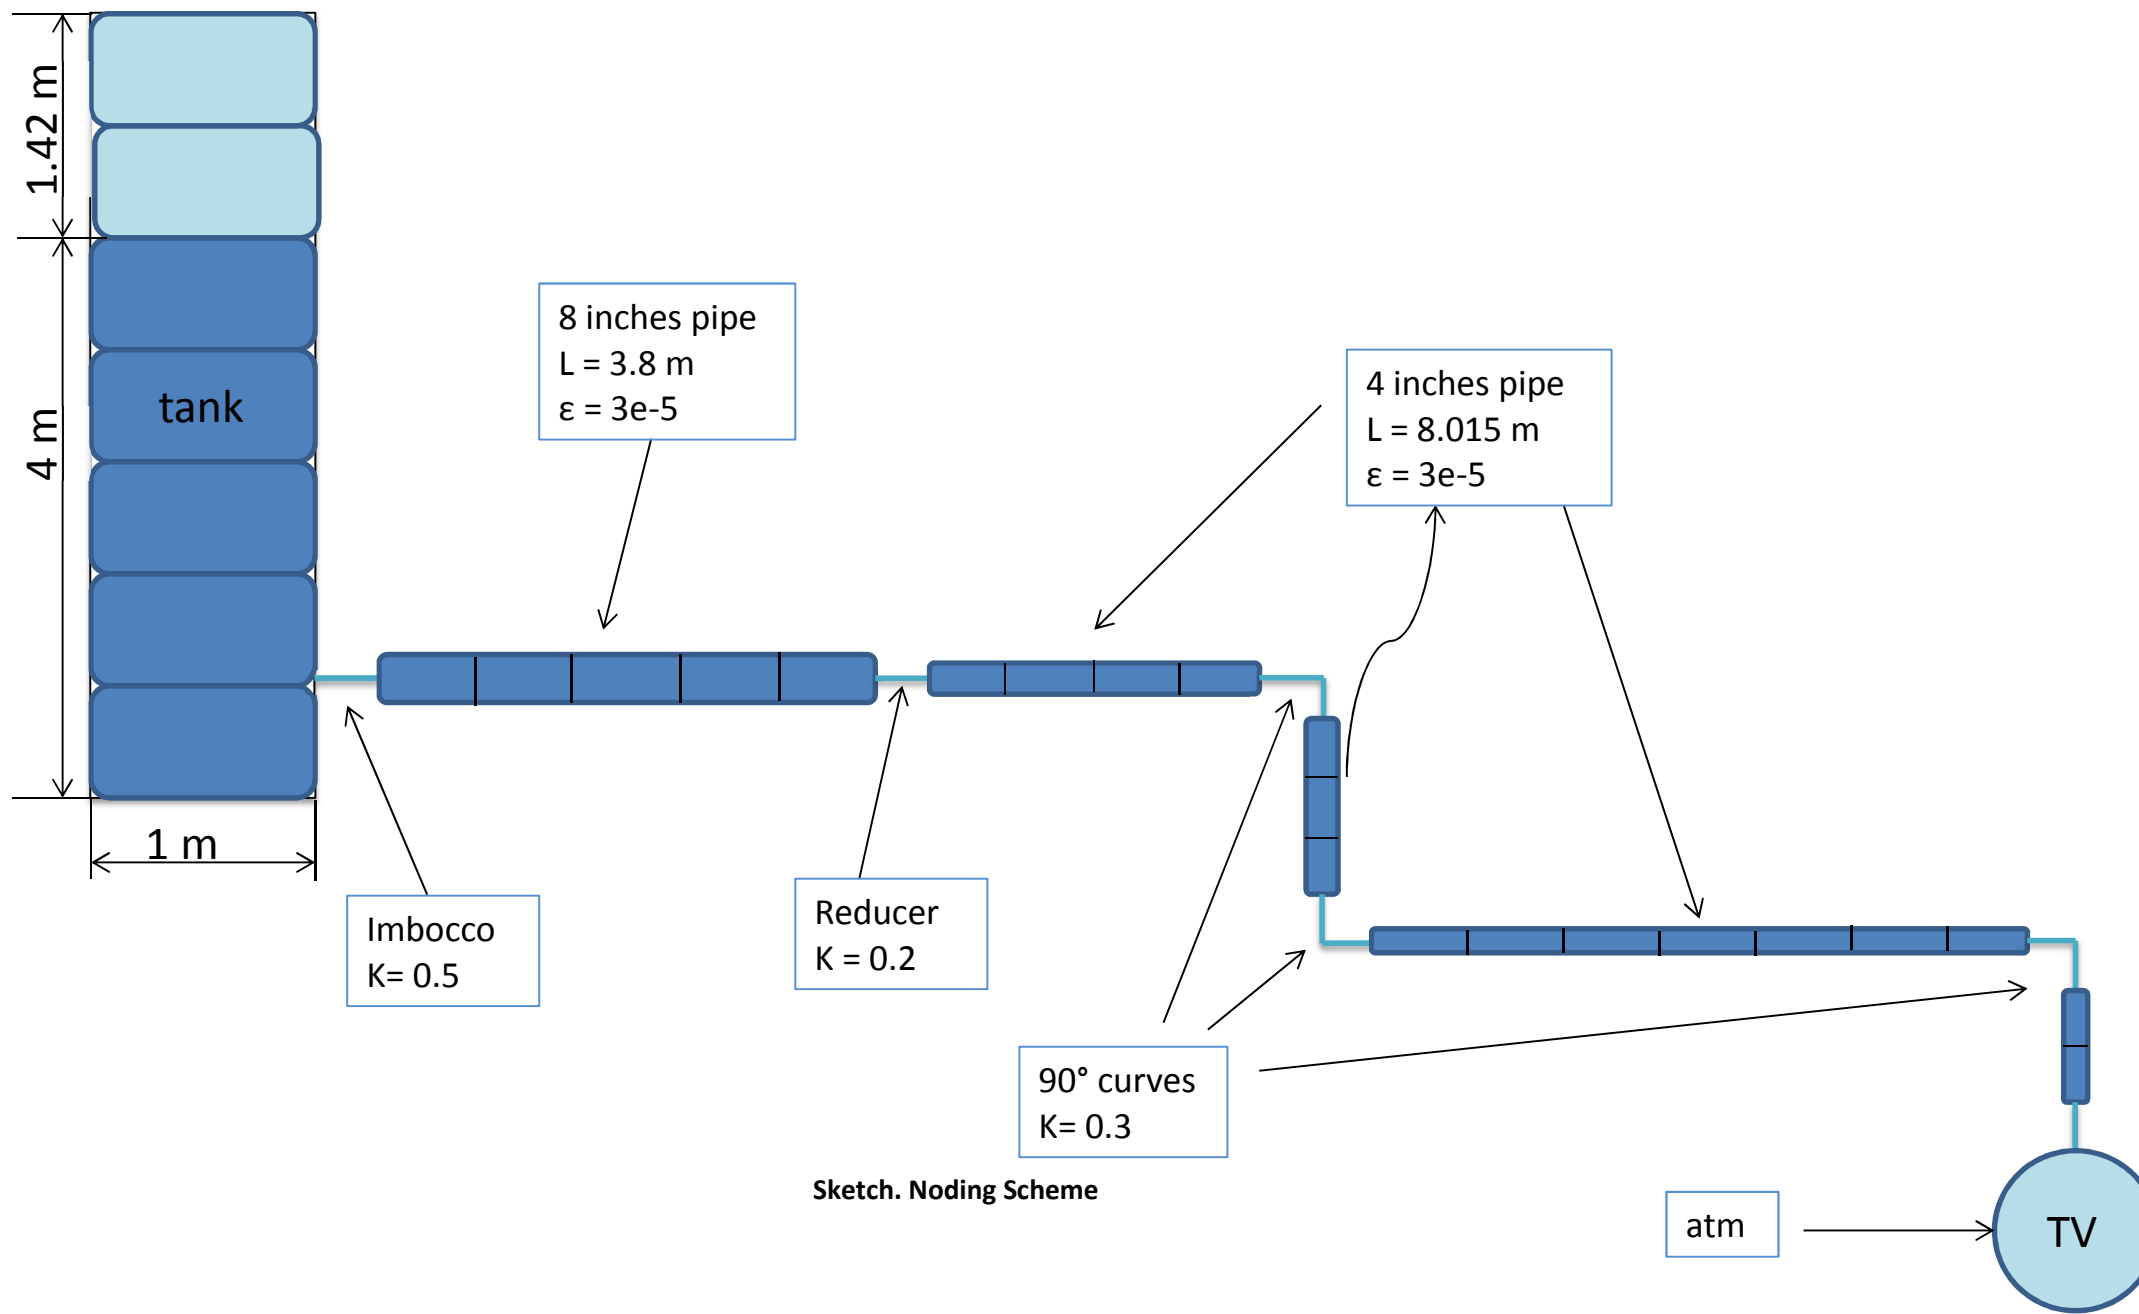 1.42 m
4 m
tank
1 m
8 inches pipe
L = 3.8 m
ε = 3e-5
4 inches pipe
L = 8.015 m
ε = 3e-5
Imbocco
K= 0.5
Reducer
K = 0.2
90° curves
K= 0.3
Sketch. Noding Scheme
atm
TV